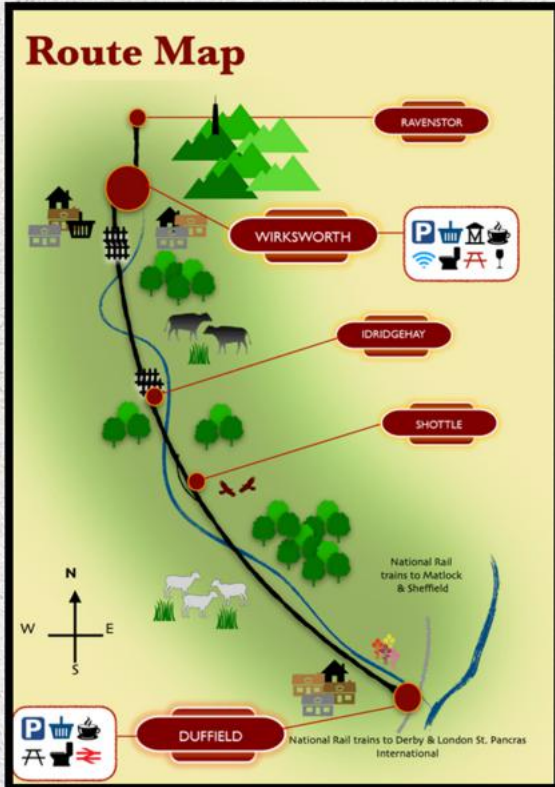 Route Map
RAVENSTOR
WIRKSWORTH
P
IDRIDGEHAY
SHOTTLE
National Rail
trains to Matlock
& Sheffield
N
W E
S
P
DUFFIELD
National Rail trains to Derby & London St. Pancras
International